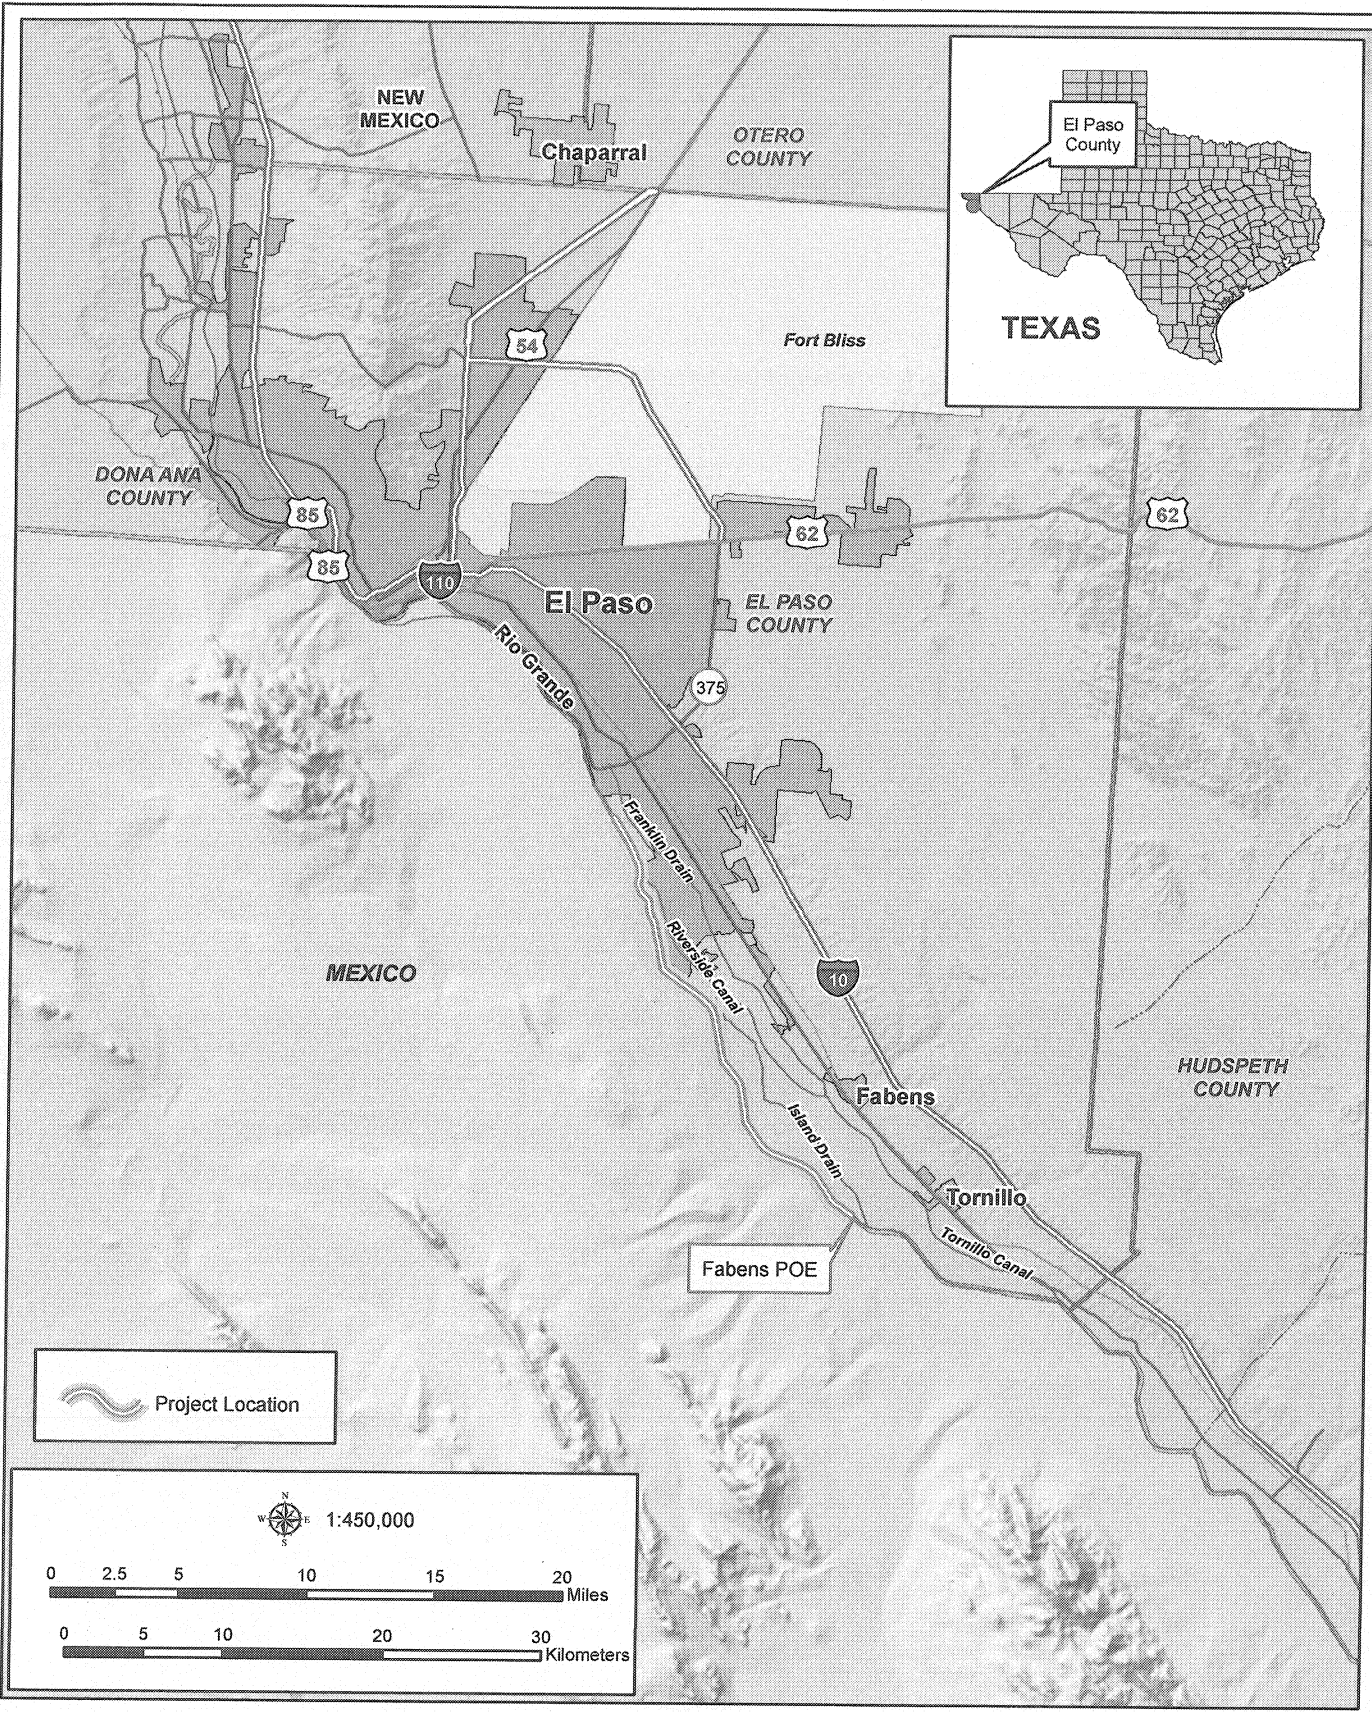 NEW
MEXICO
Chaparral
OTERO
COUNTY
El Paso
County
TEXAS
54
Fort Bliss
DONA ANA
COUNTY
85
62
62
85
110
El Paso
EL PASO
COUNTY
Rio Grande
375
Franklin Drain
Riverside Canal
MEXICO
10
HUDSPETH
COUNTY
Fabens
Island Drain
Tornillo
Tornillo Canal
Fabens POE
Project Location
N
W E
S
1:450,000
0 2.5 5 10 15 20
Miles
0 5 10 20 30
Kilometers